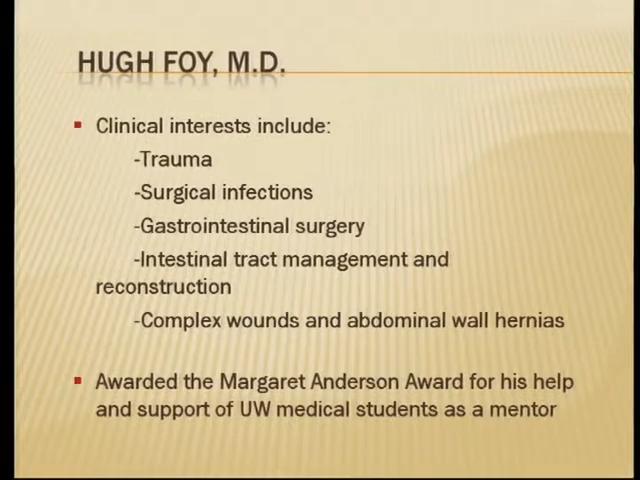 HUGH FOY, M.D.
▪ Clinical interests include:
-Trauma
-Surgical infections
-Gastrointestinal surgery
-Intestinal tract management and
reconstruction
-Complex wounds and abdominal wall hernias
▪ Awarded the Margaret Anderson Award for his help
and support of UW medical students as a mentor